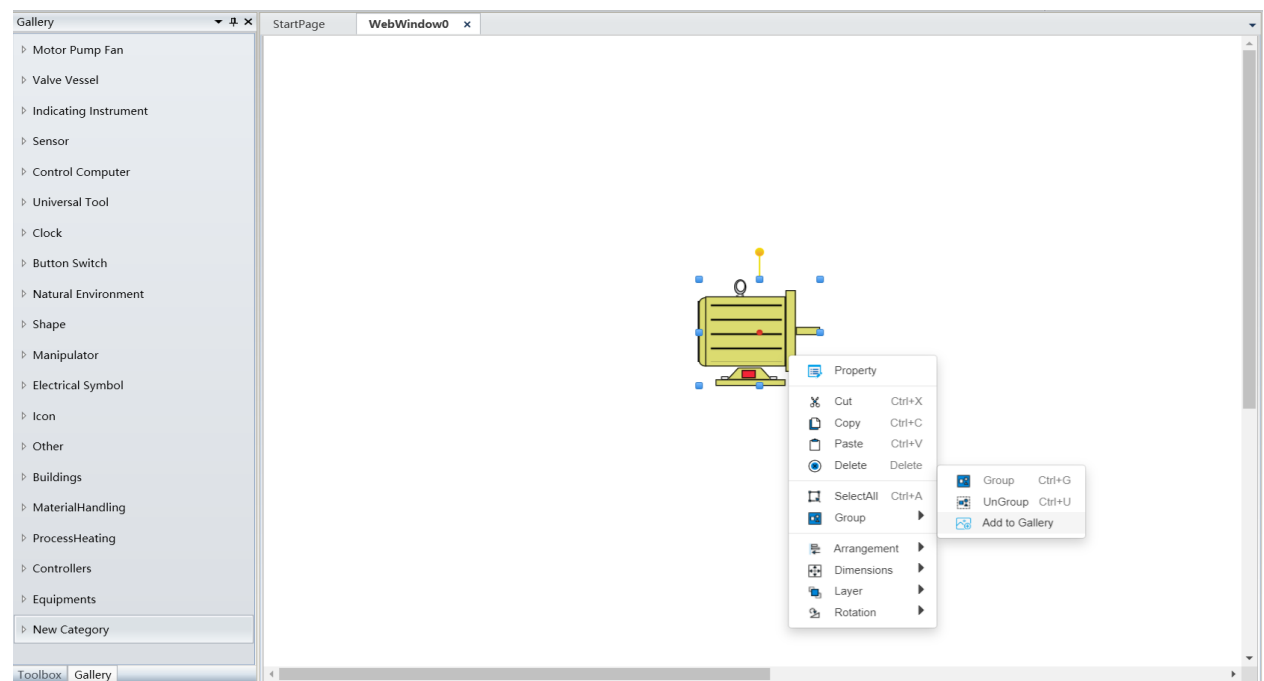 Gallery
StartPage
WebWindow0
Motor Pump Fan
Valve Vessel
Indicating Instrument
Sensor
Control Computer
Universal Tool
Clock
Button Switch
Natural Environment
Shape
Manipulator
Electrical Symbol
Icon
Other
Buildings
MaterialHandling
ProcessHeating
Controllers
Equipments
New Category
Toolbox Gallery
Property
Cut Ctrl+X
Copy Ctrl+C
Paste Ctrl+V
Delete Delete
SelectAll Ctrl+A
Group
Arrangement
Dimensions
Layer
Rotation
Group Ctrl+G
UnGroup Ctrl+U
Add to Gallery